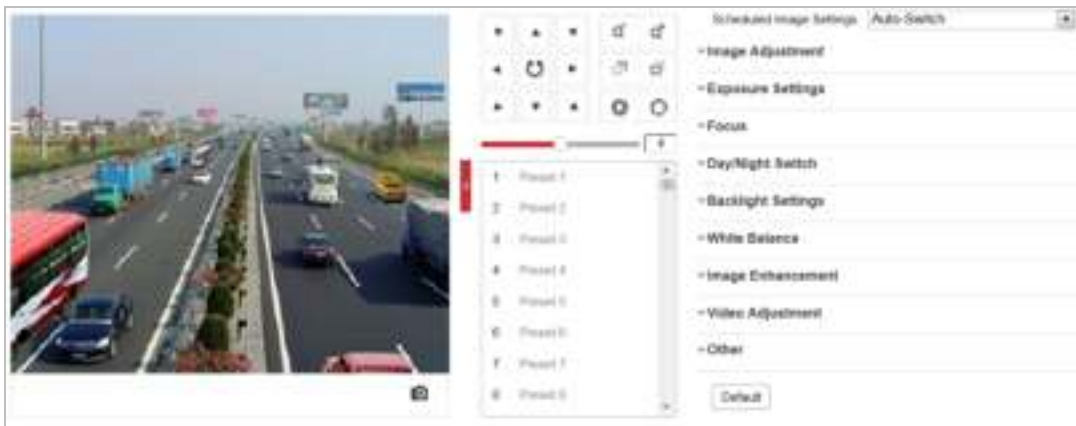 Scheduled Image Settings Auto-Switch
Image Adjustment
Exposure Settings
Focus
Day/Night Switch
Backlight Settings
White Balance
Image Enhancement
Video Adjustment
Other
Default
4
1 Preset 1
2 Preset 2
3 Preset 3
4 Preset 4
5 Preset 5
6 Preset 6
7 Preset 7
8 Preset 8